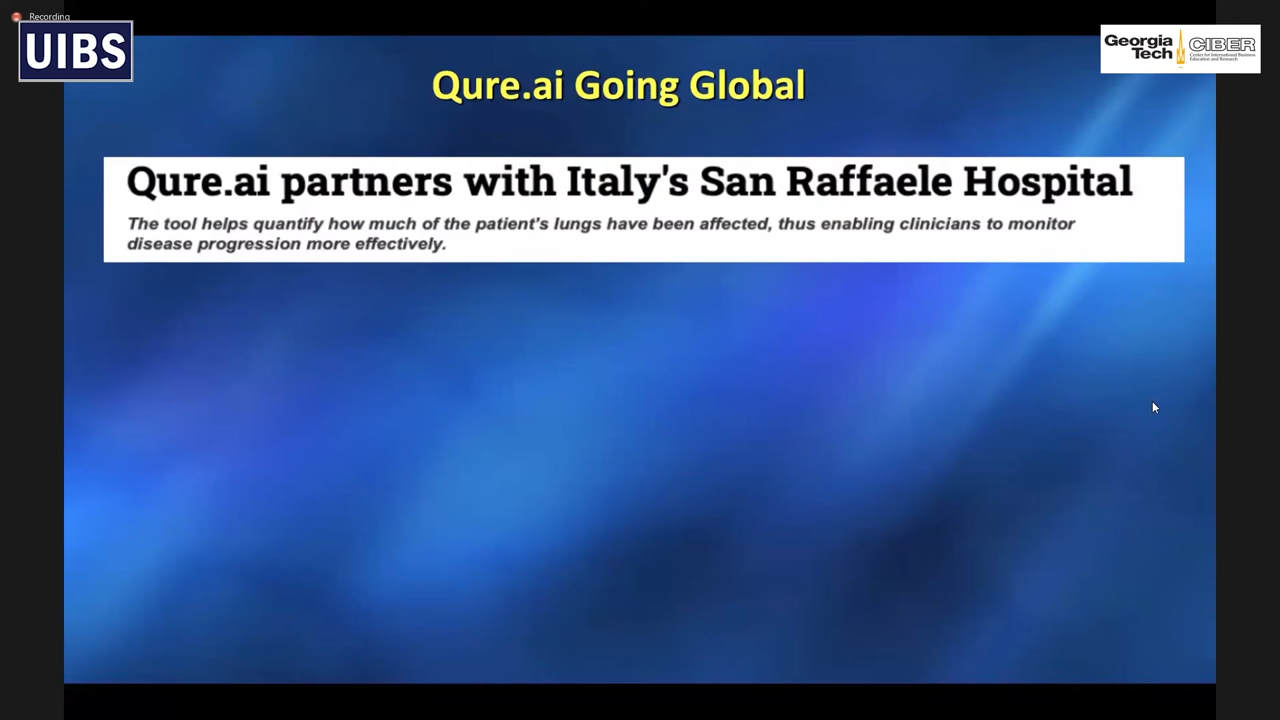 Recording
UIBS
Georgia Tech
CIBER
Center for International Business
Education and Research
Qure.ai Going Global
Qure.ai partners with Italy's San Raffaele Hospital
The tool helps quantify how much of the patient's lungs have been affected, thus enabling clinicians to monitor
disease progression more effectively.